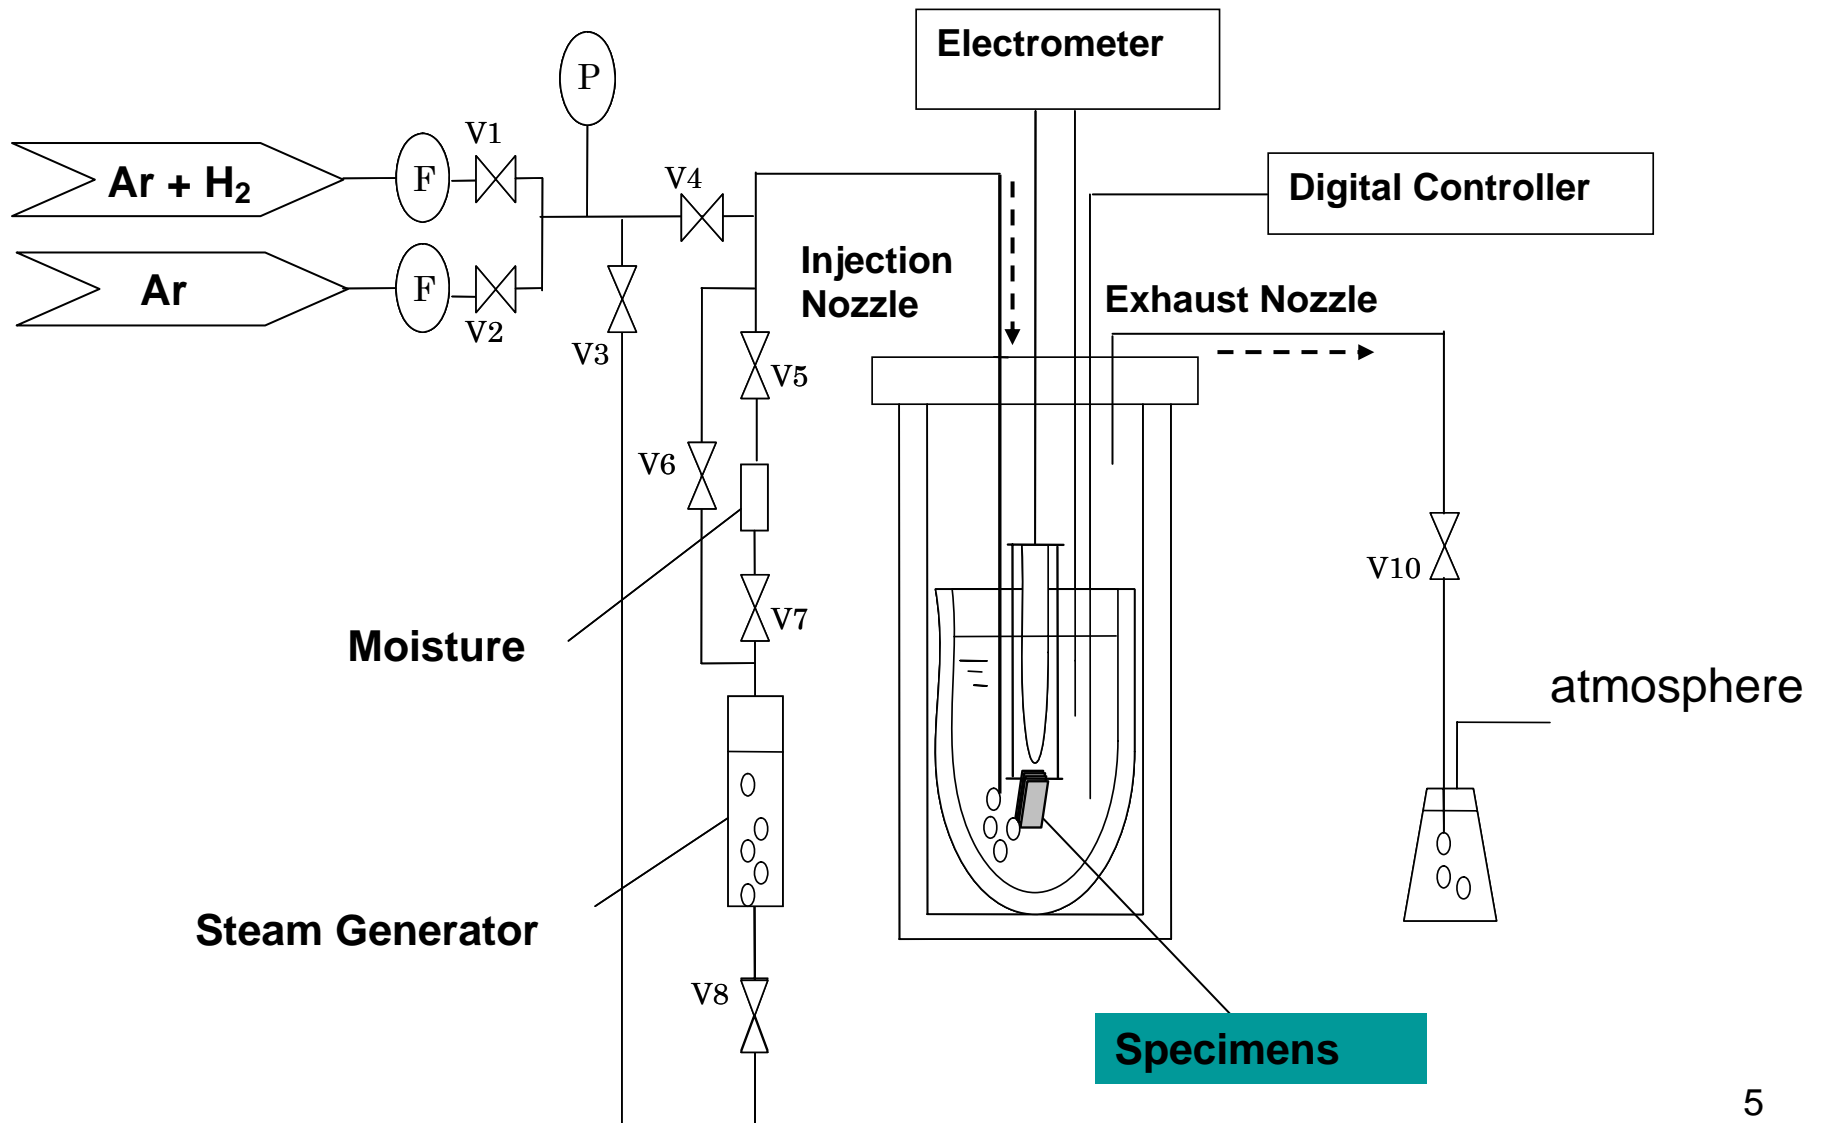 Electrometer
P
V1
Ar + H₂
F
V4
Digital Controller
Ar
F
V2
V3
Injection
Nozzle
Exhaust Nozzle
V5
V6
V10
V7
Moisture
atmosphere
Steam Generator
V8
Specimens
5